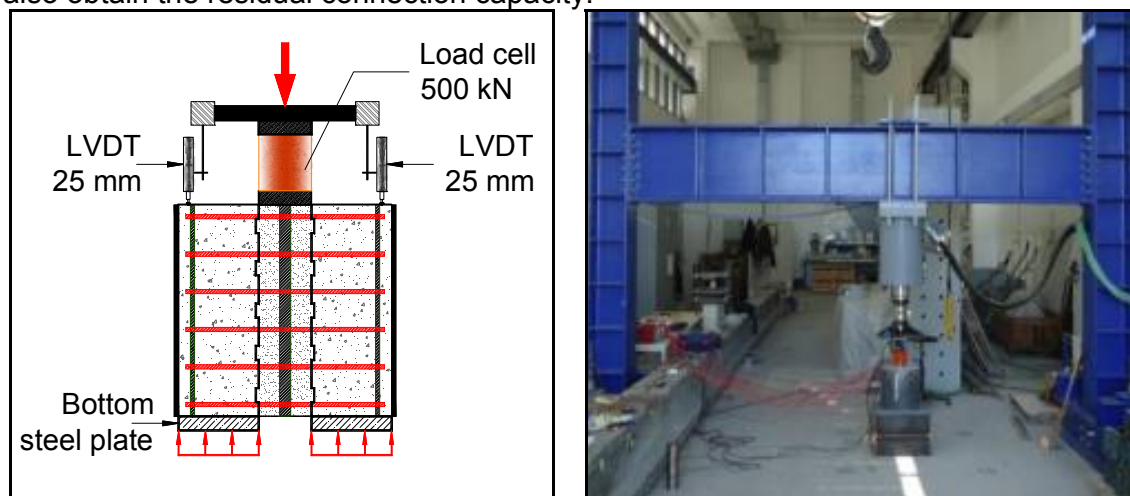 also obtain the residual connection capacity.
Load cell
500 kN
LVDT
25 mm
LVDT
25 mm
Bottom
steel plate